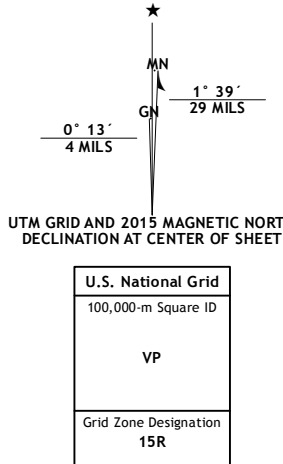 ★
MN
1° 39´
29 MILS
GN
0° 13´
4 MILS
UTM GRID AND 2015 MAGNETIC NORT
DECLINATION AT CENTER OF SHEET
U.S. National Grid
100,000-m Square ID
VP
Grid Zone Designation
15R